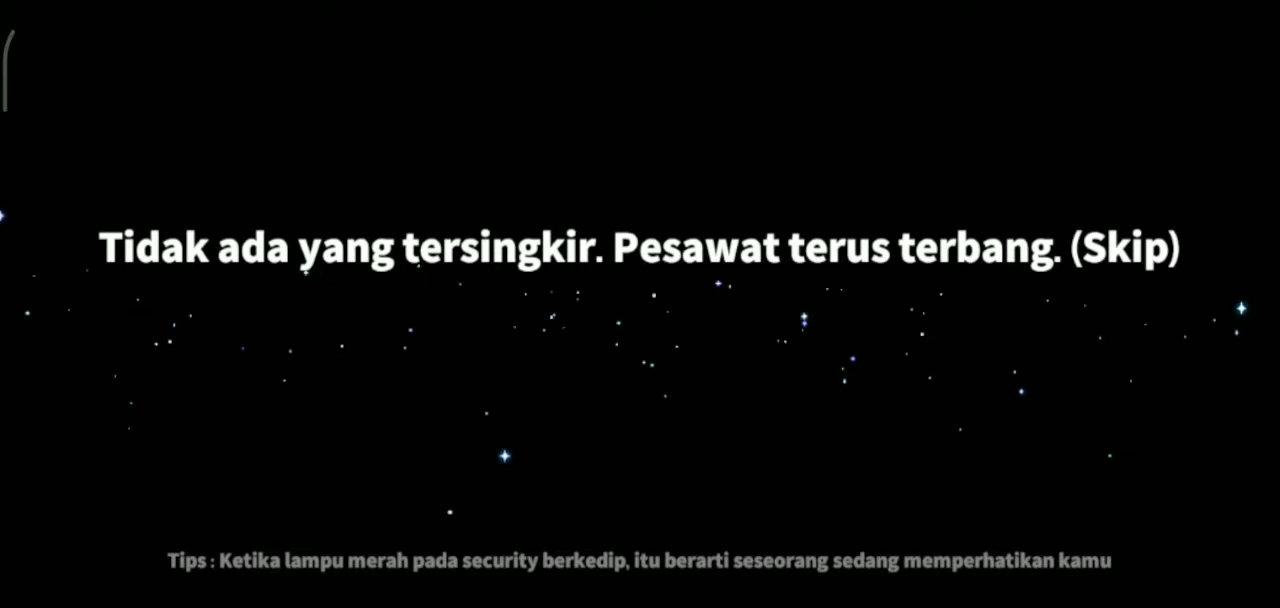 Tidak ada yang tersingkir. Pesawat terus terbang. (Skip)
Tips : Ketika lampu merah pada security berkedip, itu berarti seseorang sedang memperhatikan kamu